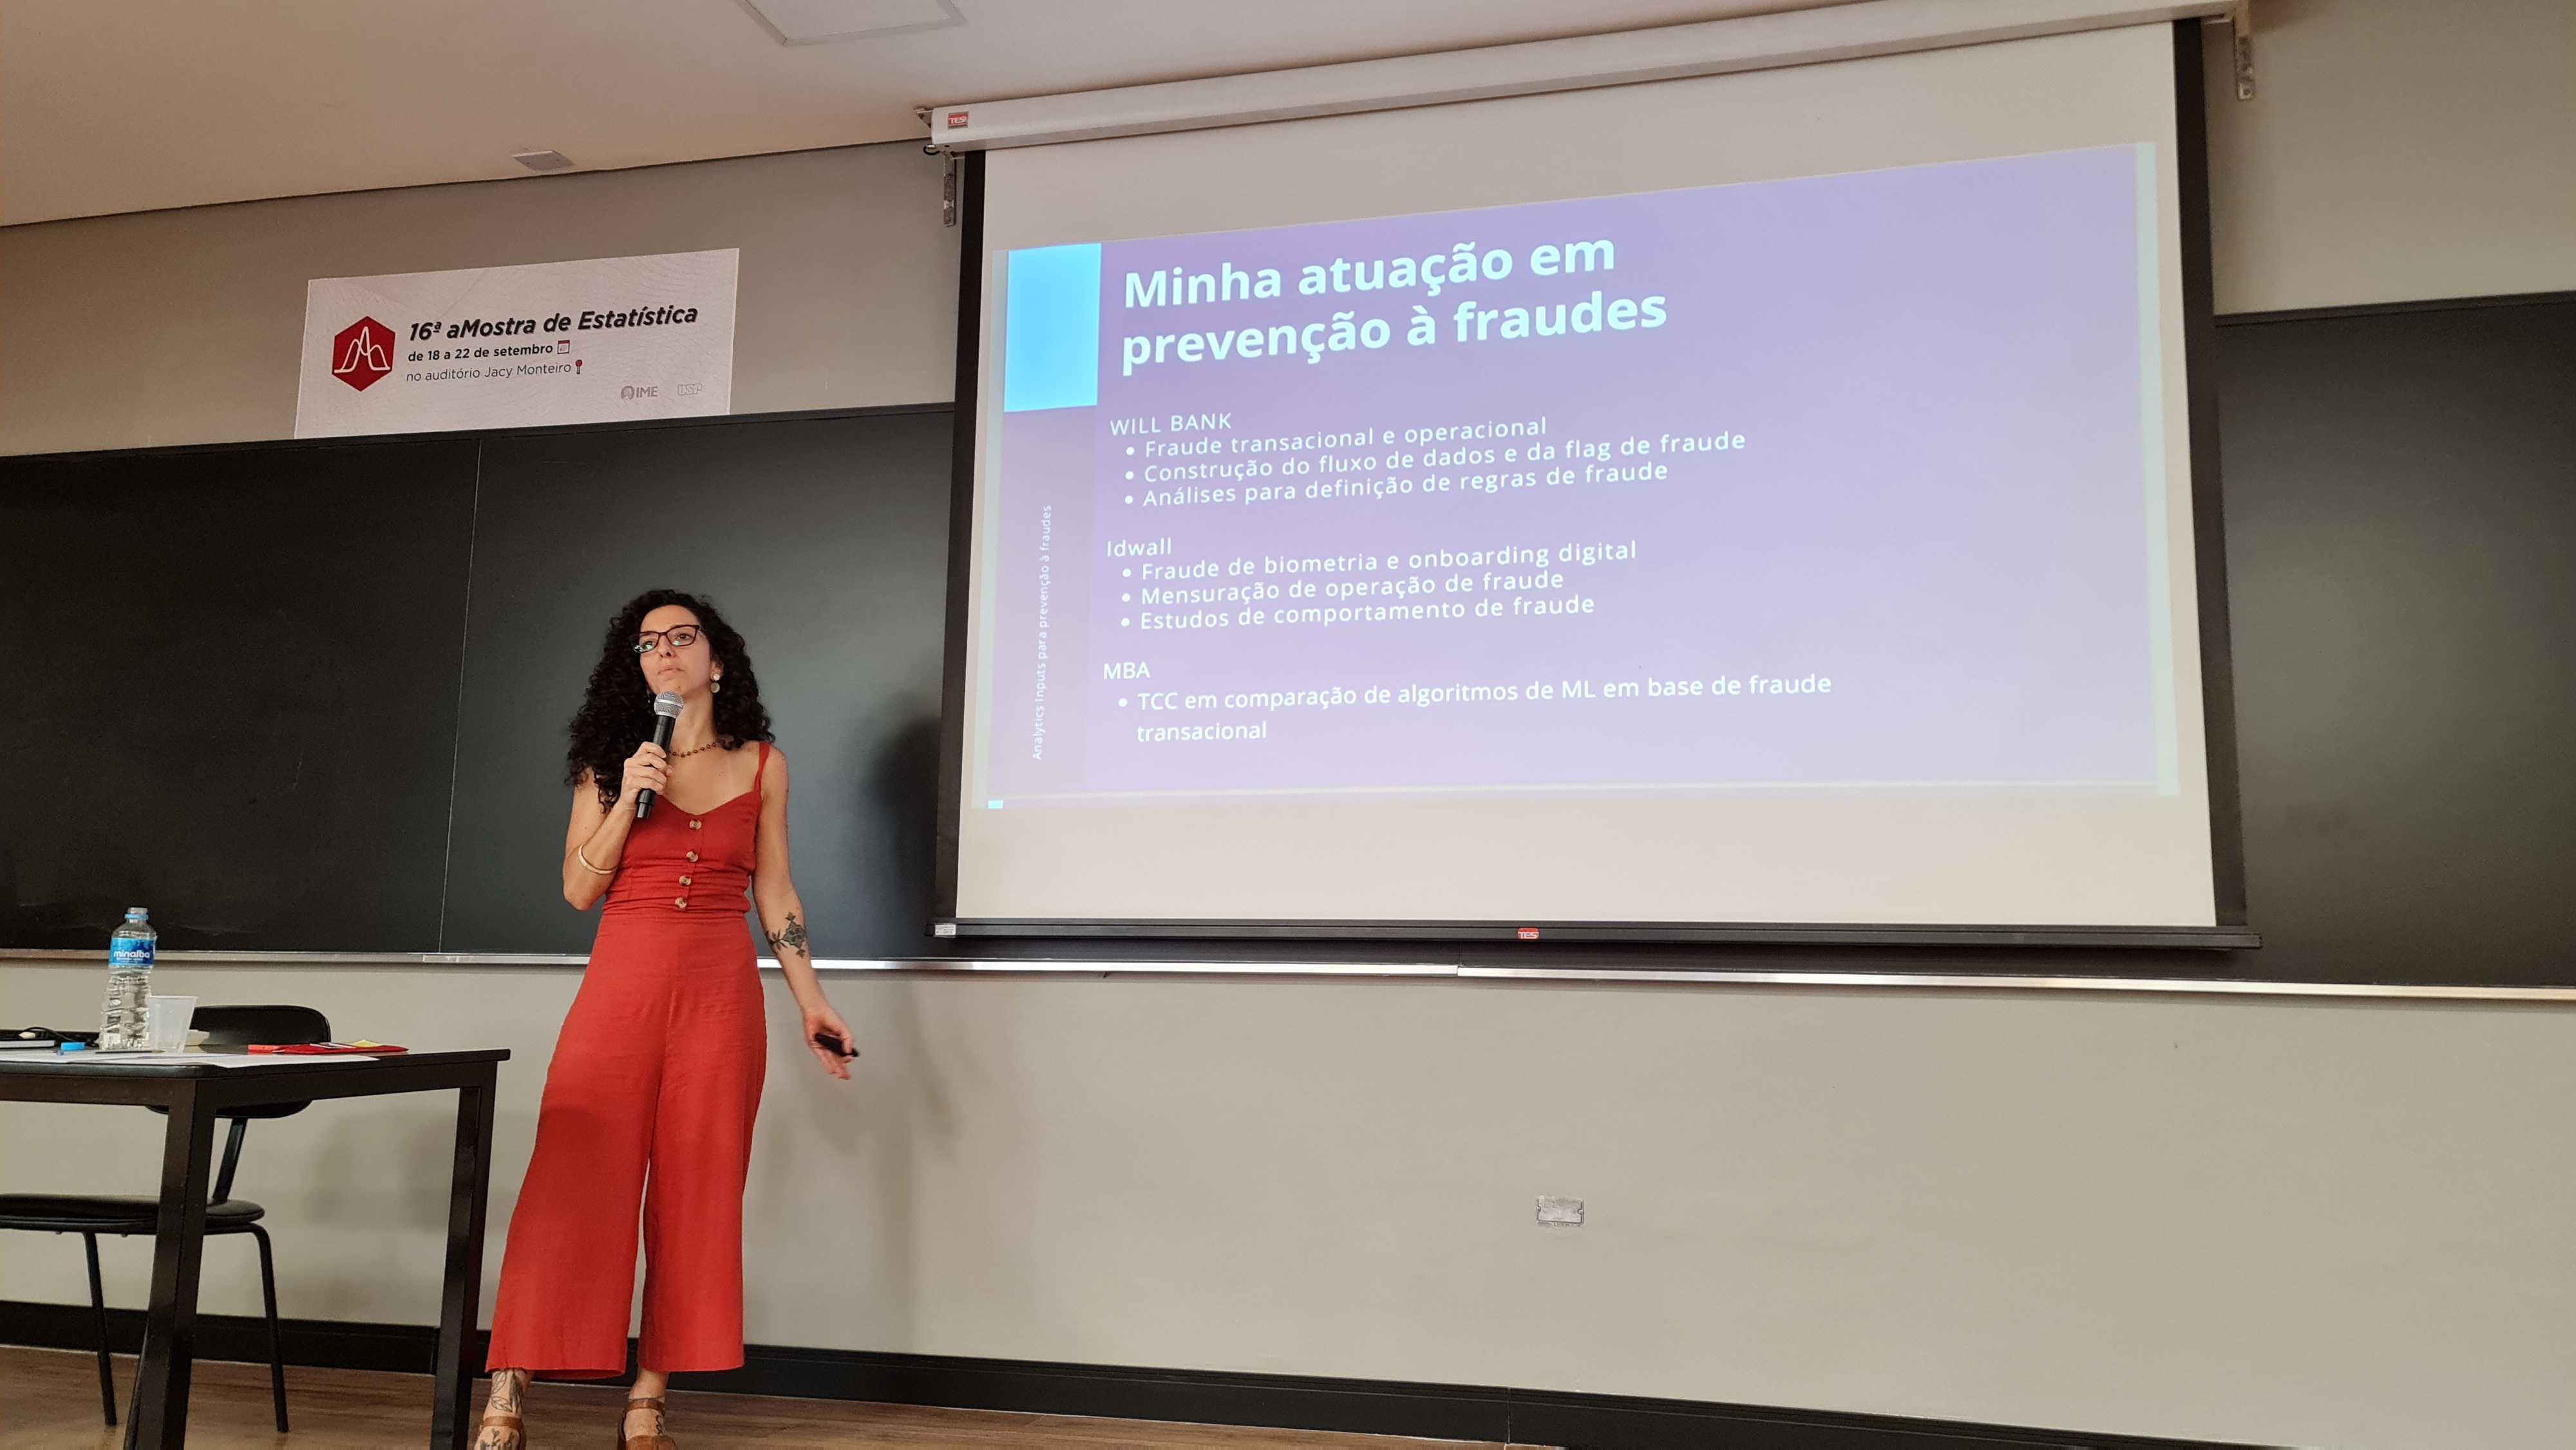 16ª aMostra de Estatística
de 18 a 22 de setembro
no auditório Jacy Monteiro
IME USP
TES
Minha atuação em
prevenção à fraudes
WILL BANK
• Fraude transacional e operacional
• Construção do fluxo de dados e da flag de fraude
• Análises para definição de regras de fraude
Idwall
• Fraude de biometria e onboarding digital
• Mensuração de operação de fraude
• Estudos de comportamento de fraude
MBA
• TCC em comparação de algoritmos de ML em base de fraude
transacional
Analytics Inputs para prevenção à fraudes
TES
minalba